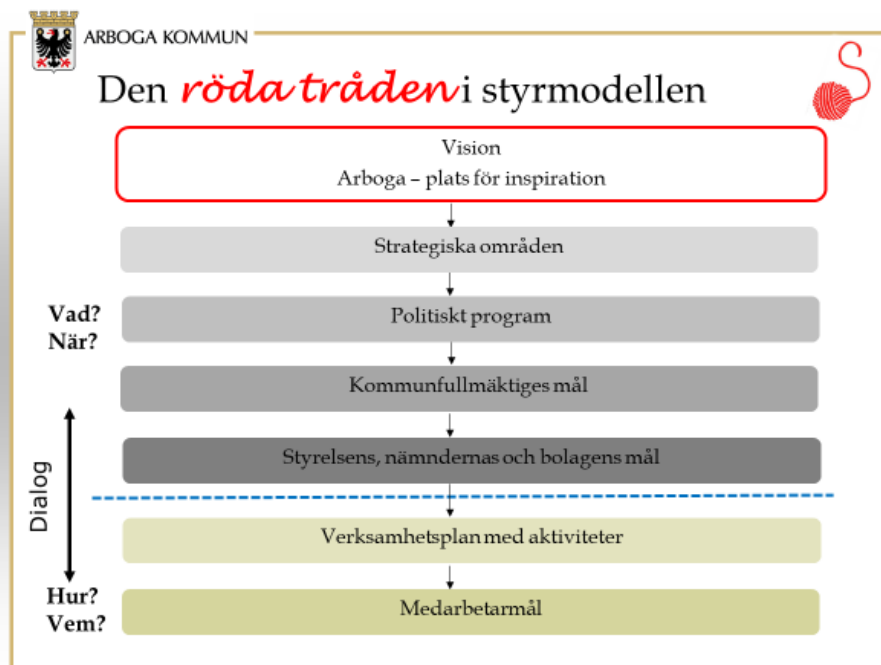 ARBOGA KOMMUN
Den röda tråden i styrmodellen
Vision
Arboga – plats för inspiration
Strategiska områden
Vad?
När?
Politiskt program
Kommunfullmäktiges mål
Styrelsens, nämndernas och bolagens mål
Dialog
Verksamhetsplan med aktiviteter
Hur?
Vem?
Medarbetarmål